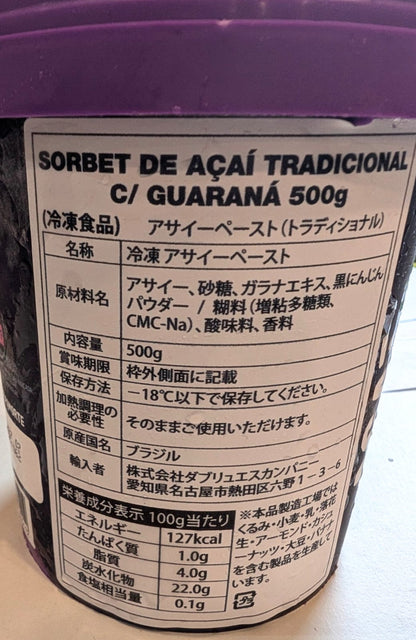 SORBET DE AÇAÍ TRADICIONAL
C/ GUARANÁ 500g
(冷凍食品) アサイーペースト(トラディショナル)
名称 冷凍アサイーペースト
原材料名 アサイー、砂糖、ガラナエキス、黒にんじん
パウダー / 糊料(増粘多糖類、
CMC-Na)、酸味料、香料
内容量 500g
賞味期限 枠外側面に記載
保存方法 −18℃以下で保存してください。
加熱調理の
必要性 そのままご使用いただけます。
原産国名 ブラジル
輸入者 株式会社ダブリュエスカンパニー
愛知県名古屋市熱田区六野1−3−6
栄養成分表示 100g当たり
エネルギー 127kcal
たんぱく質 1.0g
脂質 4.0g
炭水化物 22.0g
食塩相当量 0.1g
※本品製造工場では
くるみ・小麦・乳・落花
生・アーモンド・カシュ
ーナッツ・大豆・バナナ
を含む製品を生産して
います。